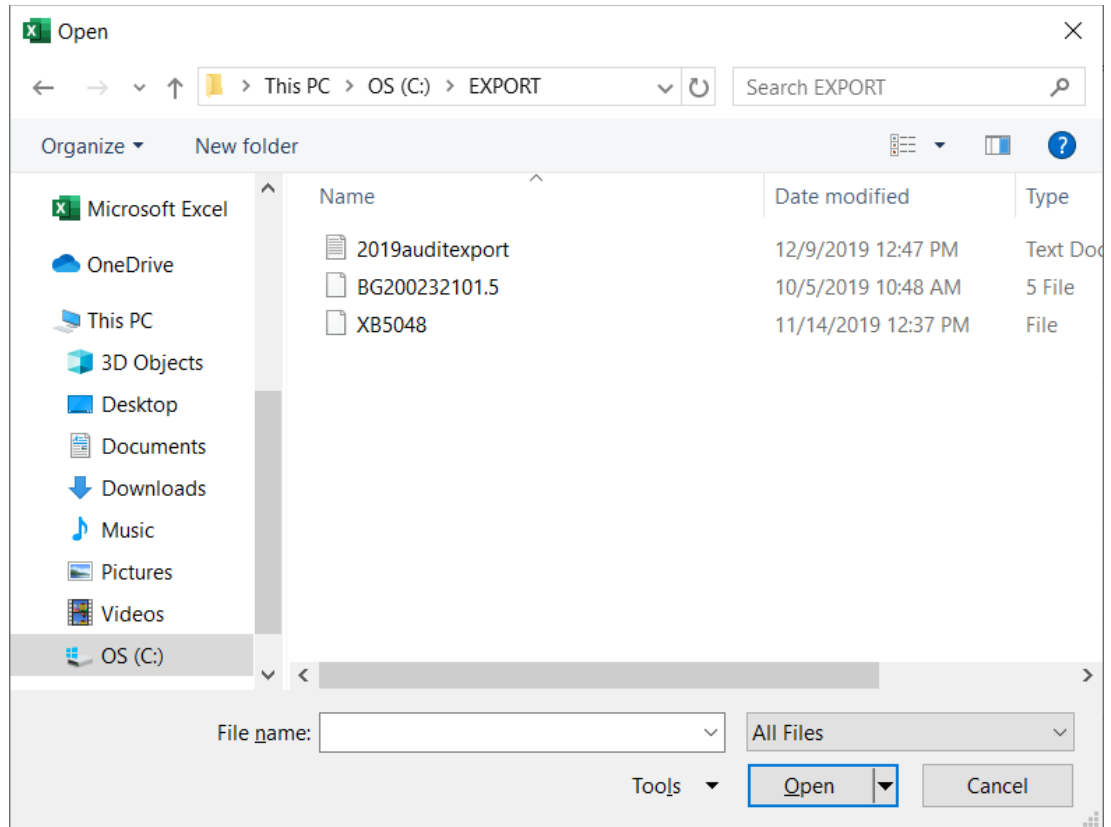 Open
This PC > OS (C:) > EXPORT
Search EXPORT
Organize
New folder
Name
Date modified
Type
Microsoft Excel
OneDrive
This PC
3D Objects
Desktop
Documents
Downloads
Music
Pictures
Videos
OS (C:)
2019auditexport 12/9/2019 12:47 PM Text Doc
BG200232101.5 10/5/2019 10:48 AM 5 File
XB5048 11/14/2019 12:37 PM File
File name:
All Files
Tools
Open
Cancel